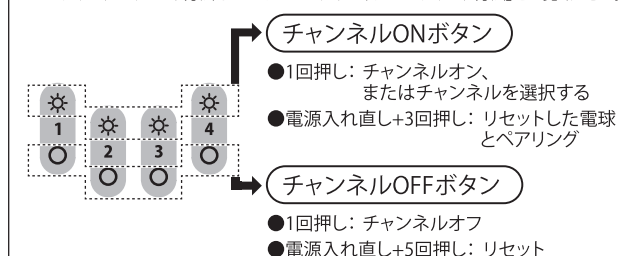 チャンネルONボタン
●1回押し: チャンネルオン、
またはチャンネルを選択する
●電源入れ直し+3回押し: リセットした電球
とペアリング
1
2
3
4
チャンネルOFFボタン
●1回押し: チャンネルオフ
●電源入れ直し+5回押し: リセット